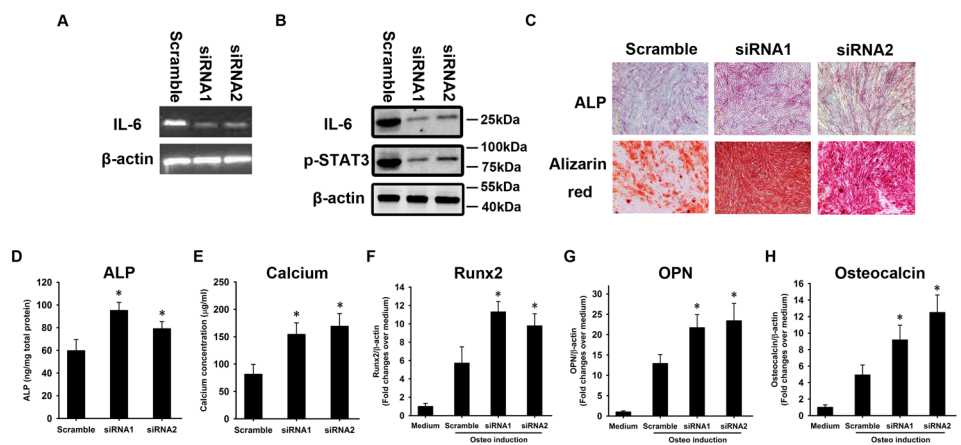 A
Scramble
siRNA1
siRNA2
IL-6
β-actin
B
Scramble
siRNA1
siRNA2
IL-6
25kDa
100kDa
p-STAT3
75kDa
β-actin
55kDa
40kDa
C
Scramble siRNA1 siRNA2
ALP
Alizarin
red
D
ALP
ALP (ng/mg total protein)
120
100
80
60
40
20
0
*
*
Scramble siRNA1 siRNA2
E
Calcium
Calcium concentration (μg/ml)
250
200
150
100
50
0
*
*
Scramble siRNA1 siRNA2
F
Runx2
Runx2/β-actin
(Fold changes over medium)
14
12
10
8
6
4
2
0
*
*
Medium Scramble siRNA1 siRNA2
Osteo induction
G
OPN
OPN/β-actin
(Fold changes over medium)
30
25
20
15
10
5
0
*
*
Medium Scramble siRNA1 siRNA2
Osteo induction
H
Osteocalcin
Osteocalcin/β-actin
(Fold changes over medium)
16
14
12
10
8
6
4
2
0
*
*
Medium Scramble siRNA1 siRNA2
Osteo induction